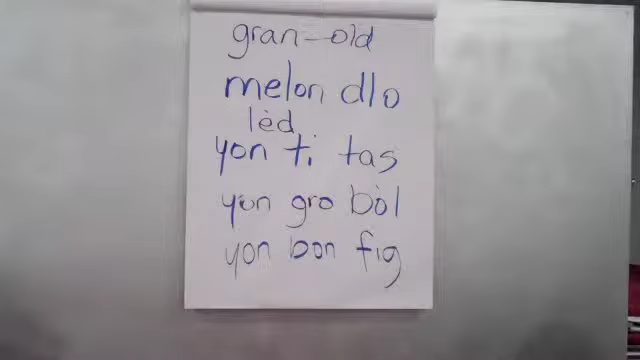 gran-old
melon dlo
lèd
yon ti tas
yon gro bòl
yon bon fig